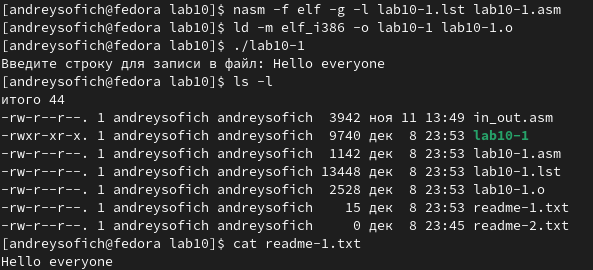 [andreysofich@fedora lab10]$ nasm -f elf -g -l lab10-1.lst lab10-1.asm
[andreysofich@fedora lab10]$ ld -m elf_i386 -o lab10-1 lab10-1.o
[andreysofich@fedora lab10]$ ./lab10-1
Введите строку для записи в файл: Hello everyone
[andreysofich@fedora lab10]$ ls -l
итого 44
-rw-r--r--. 1 andreysofich andreysofich  3942 ноя 11 13:49 in_out.asm
-rwxr-xr-x. 1 andreysofich andreysofich  9740 дек  8 23:53 lab10-1
-rw-r--r--. 1 andreysofich andreysofich  1142 дек  8 23:53 lab10-1.asm
-rw-r--r--. 1 andreysofich andreysofich 13448 дек  8 23:53 lab10-1.lst
-rw-r--r--. 1 andreysofich andreysofich  2528 дек  8 23:53 lab10-1.o
-rw-r--r--. 1 andreysofich andreysofich    15 дек  8 23:53 readme-1.txt
-rw-r--r--. 1 andreysofich andreysofich     0 дек  8 23:45 readme-2.txt
[andreysofich@fedora lab10]$ cat readme-1.txt
Hello everyone